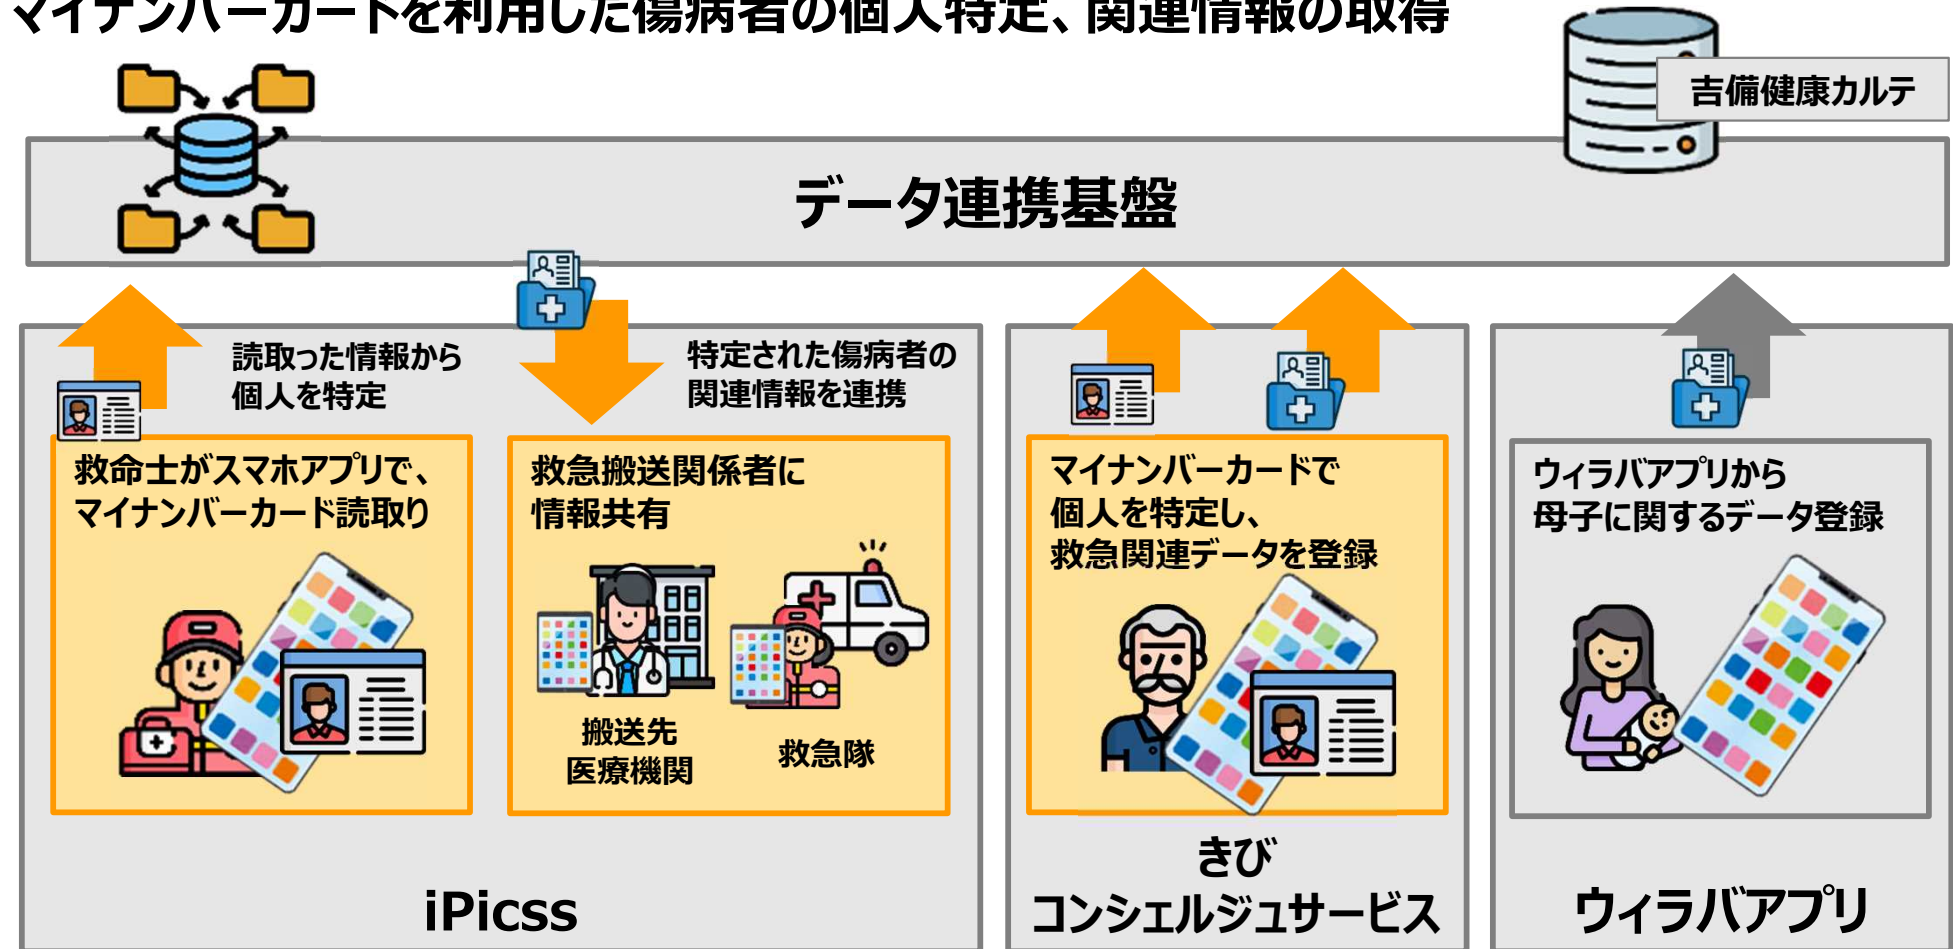 マイナンバーカードを利用した傷病者の個人特定、関連情報の取得
吉備健康カルテ
データ連携基盤
読取った情報から
個人を特定
特定された傷病者の
関連情報を連携
救命士がスマホアプリで、
マイナンバーカード読取り
救急搬送関係者に
情報共有
搬送先
医療機関
救急隊
iPicss
マイナンバーカードで
個人を特定し、
救急関連データを登録
きび
コンシェルジュサービス
ウィラバアプリから
母子に関するデータ登録
ウィラバアプリ